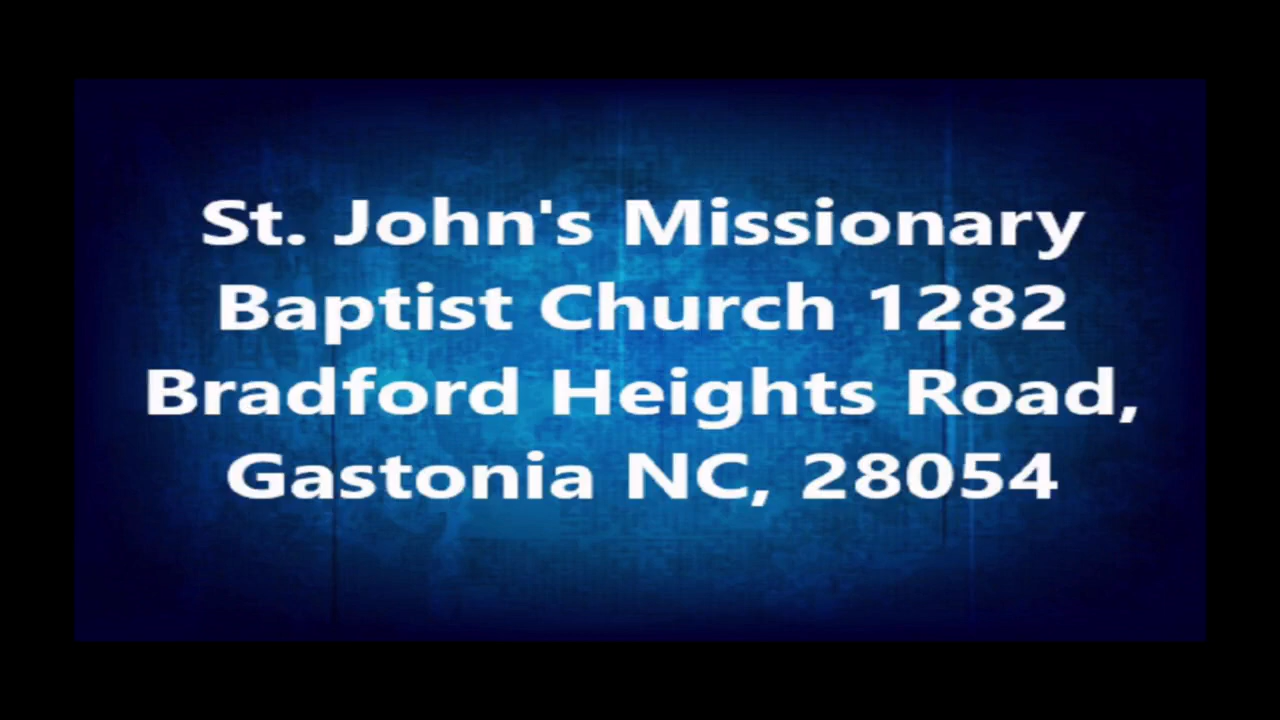 St. John's Missionary
Baptist Church 1282
Bradford Heights Road,
Gastonia NC, 28054